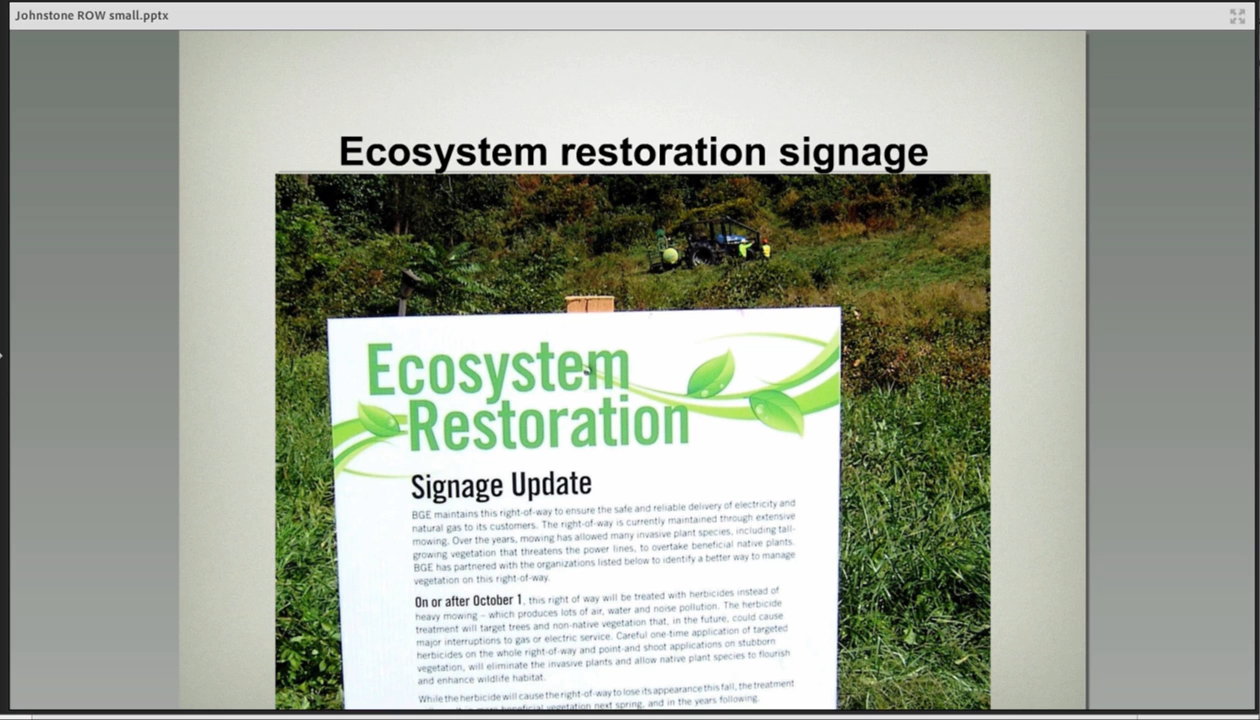 Johnstone ROW small.pptx
Ecosystem restoration signage
Ecosystem
Restoration
Signage Update
BGE maintains this right-of-way to ensure the safe and reliable delivery of electricity and
natural gas to its customers. The right-of-way is currently maintained through extensive
mowing. Over the years, mowing has allowed many invasive plant species, including tall-
growing vegetation that threatens the power lines, to overtake beneficial native plants.
BGE has partnered with the organizations listed below to identify a better way to manage
vegetation on this right-of-way.
On or after October 1, this right of way will be treated with herbicides instead of
heavy mowing – which produces lots of air, water and noise pollution. The herbicide
treatment will target trees and non-native vegetation that, in the future, could cause
major interruptions to gas or electric service. Careful one-time application of targeted
herbicides on the whole right-of-way and point-and shoot applications on stubborn
vegetation, will eliminate the invasive plants and allow native plant species to flourish
and enhance wildlife habitat.
While the herbicide will cause the right-of-way to lose its appearance this fall, the treatment
beneficial vegetation next spring, and in the years following.